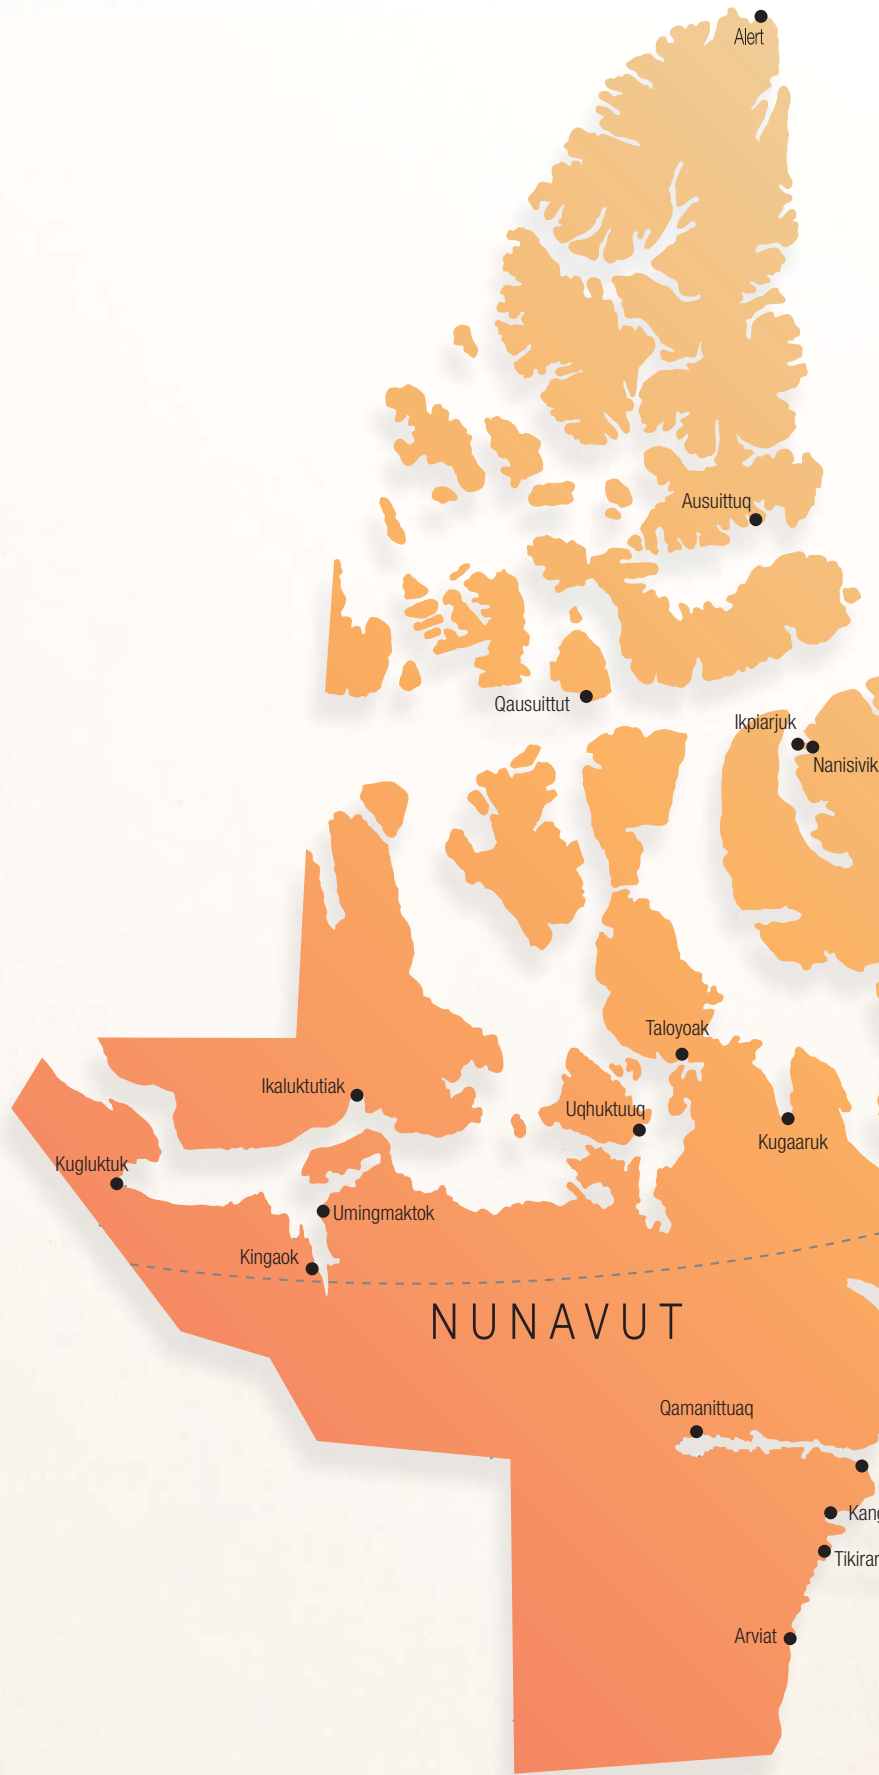 Alert
Ausuittuq
Qausuittut
Ikpiarjuk
Nanisivik
Taloyoak
Ikaluktutiak
Uqhuktuuq
Kugaaruk
Kugluktuk
Umingmaktok
Kingaok
NUNAVUT
Qamanittuaq
Arviat